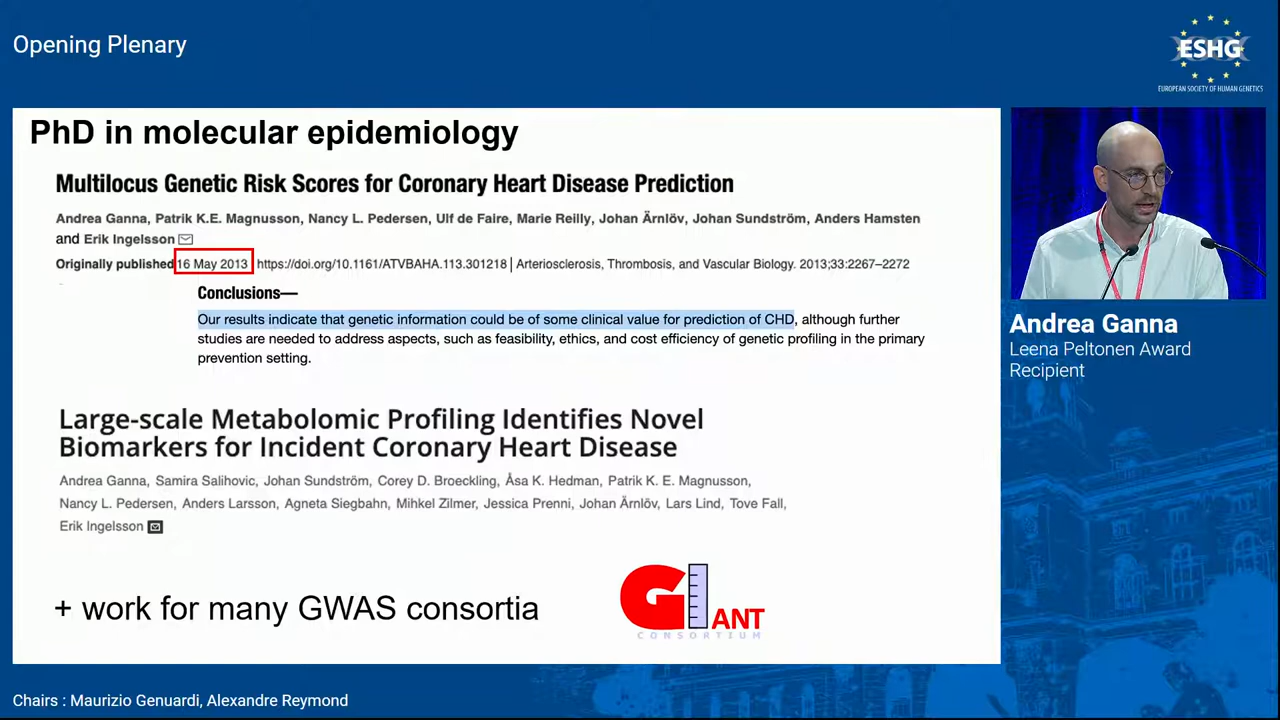 Opening Plenary
ESHG
EUROPEAN SOCIETY OF HUMAN GENETICS
PhD in molecular epidemiology
Multilocus Genetic Risk Scores for Coronary Heart Disease Prediction
Andrea Ganna, Patrik K.E. Magnusson, Nancy L. Pedersen, Ulf de Faire, Marie Reilly, Johan Ärnlöv, Johan Sundström, Anders Hamsten
and Erik Ingelsson
Originally published 16 May 2013 https://doi.org/10.1161/ATVBAHA.113.301218 | Arteriosclerosis, Thrombosis, and Vascular Biology. 2013;33:2267–2272
Conclusions—
Our results indicate that genetic information could be of some clinical value for prediction of CHD, although further
studies are needed to address aspects, such as feasibility, ethics, and cost efficiency of genetic profiling in the primary
prevention setting.
Large-scale Metabolomic Profiling Identifies Novel
Biomarkers for Incident Coronary Heart Disease
Andrea Ganna, Samira Salihovic, Johan Sundström, Corey D. Broeckling, Åsa K. Hedman, Patrik K. E. Magnusson,
Nancy L. Pedersen, Anders Larsson, Agneta Siegbahn, Mihkel Zilmer, Jessica Prenni, Johan Ärnlöv, Lars Lind, Tove Fall,
Erik Ingelsson
+ work for many GWAS consortia
GIANT
CONSORTIUM
Andrea Ganna
Leena Peltonen Award
Recipient
Chairs : Maurizio Genuardi, Alexandre Reymond